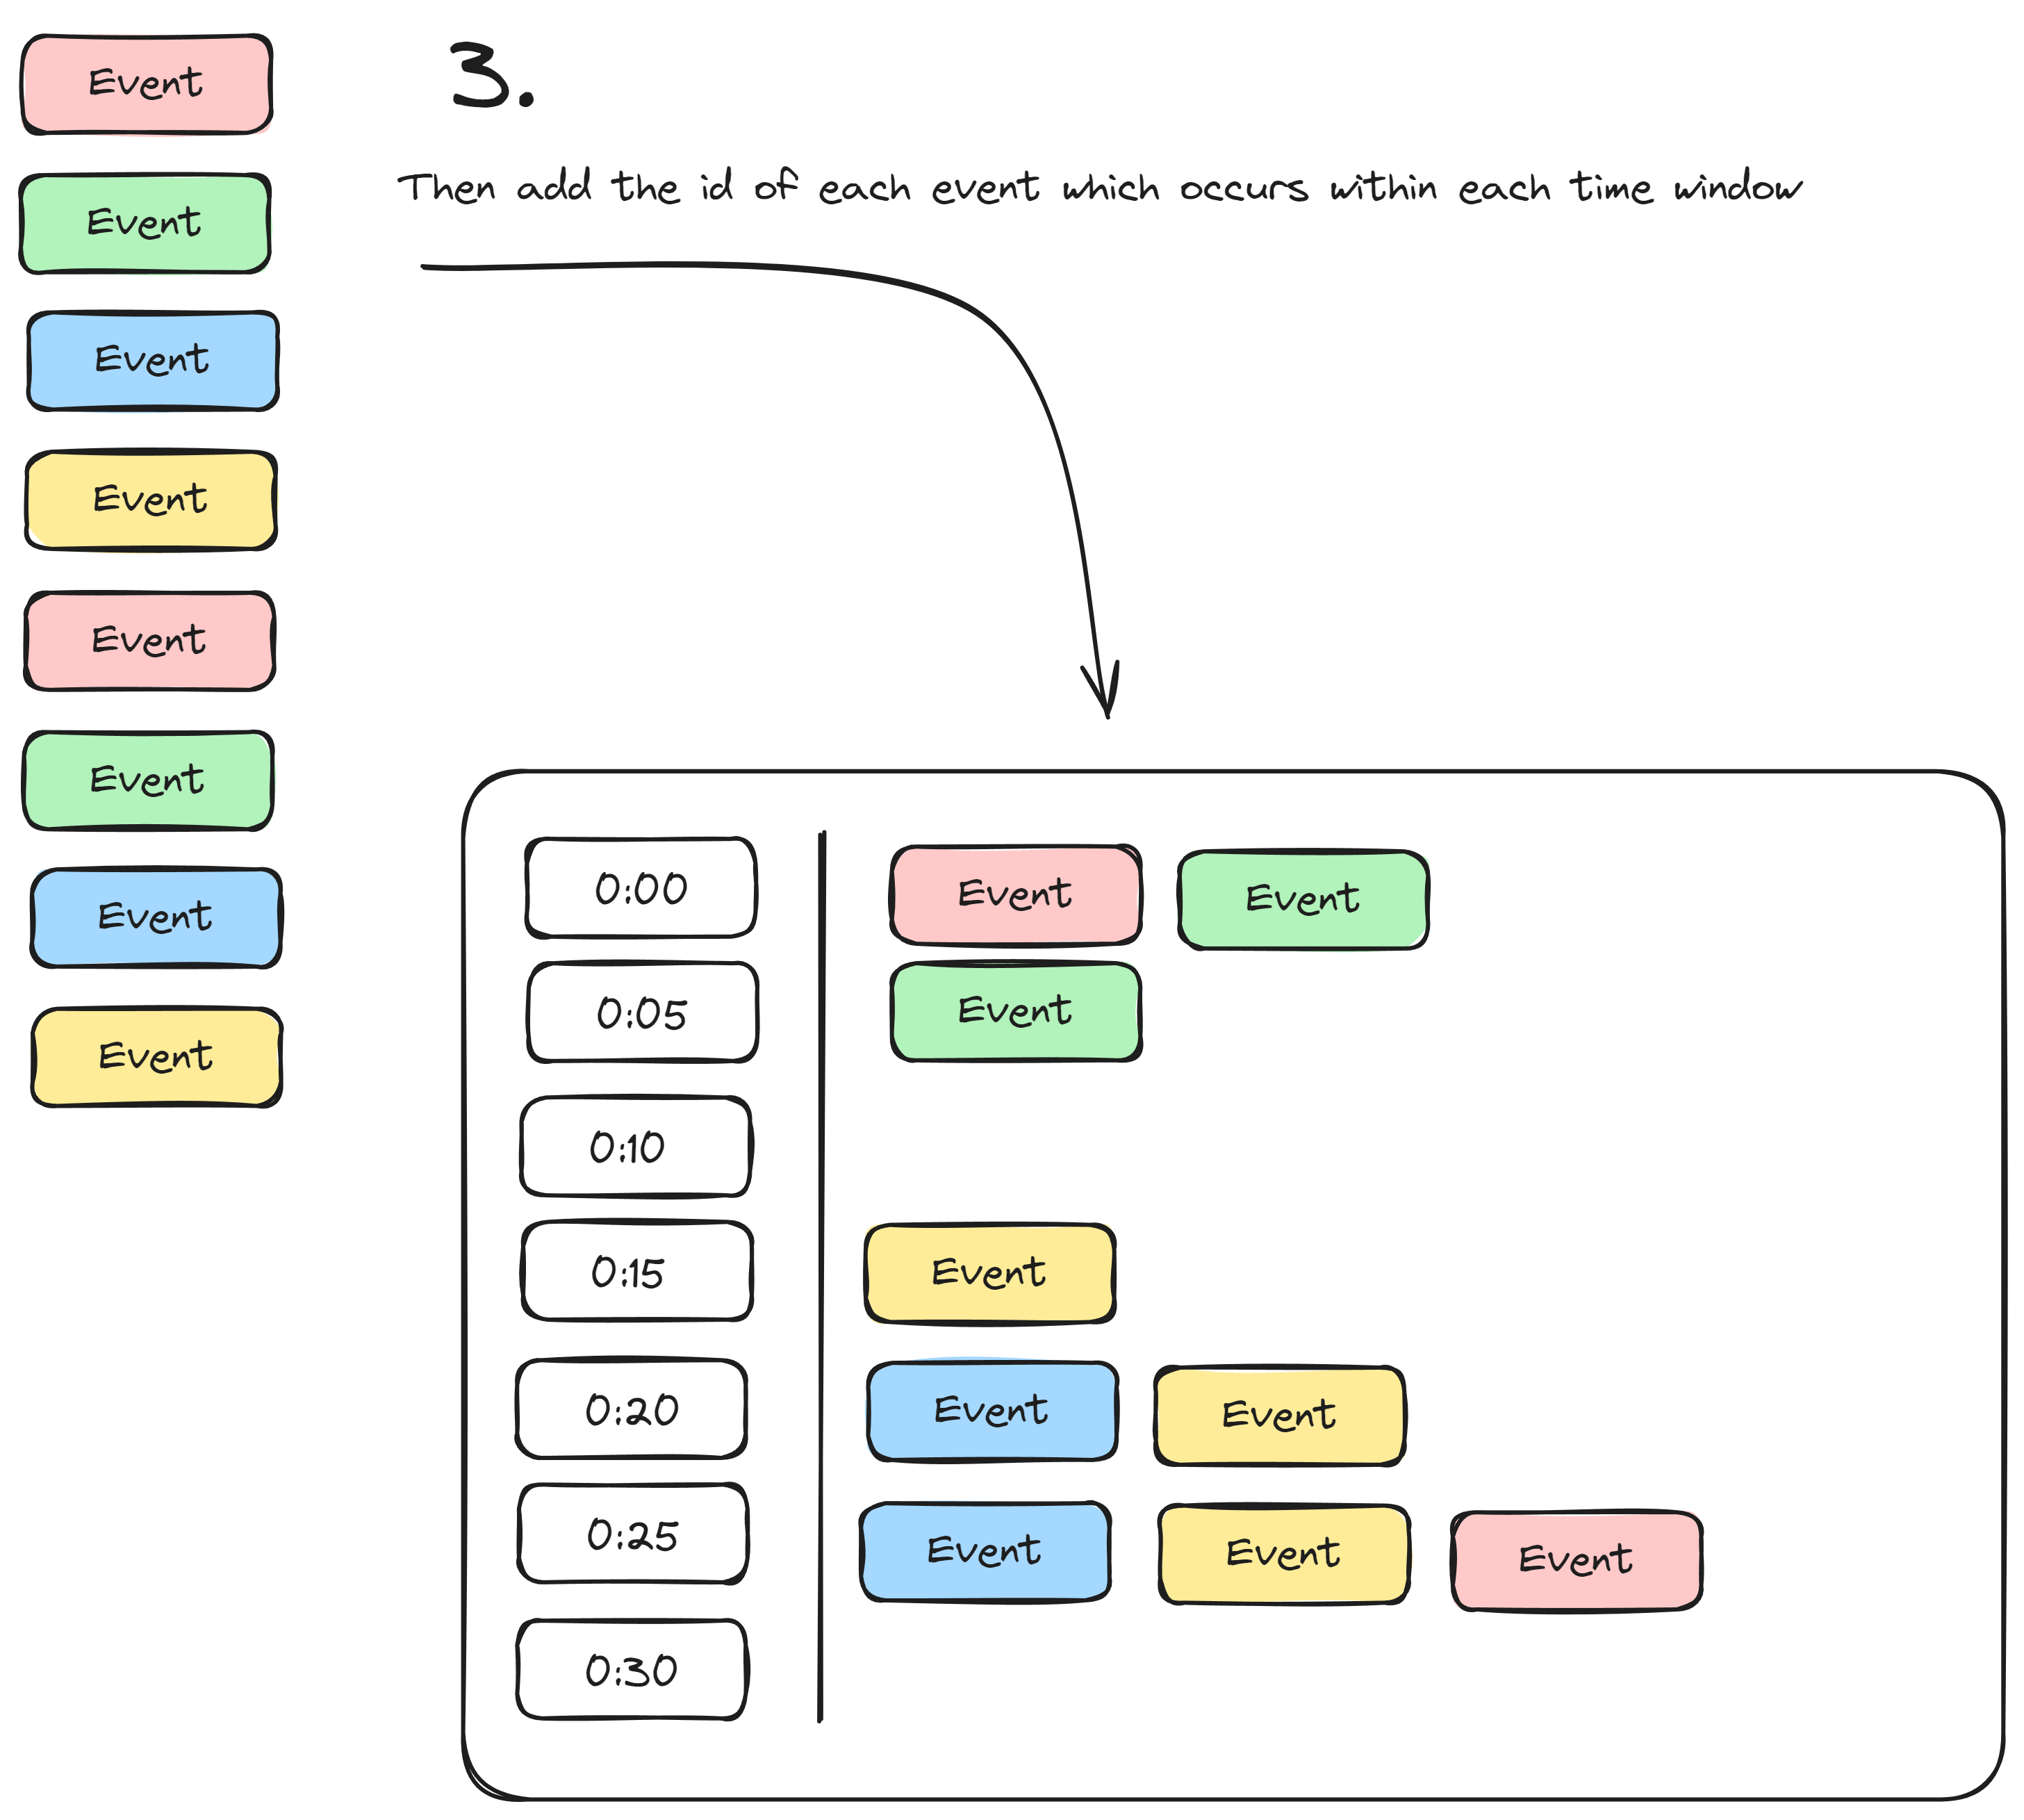 3.
Then add the id of each event which occurs within each time window
Event
Event
Event
Event
Event
Event
Event
Event
0:00 Event Event
0:05 Event
0:10
0:15 Event
0:20 Event Event
0:25 Event Event Event
0:30